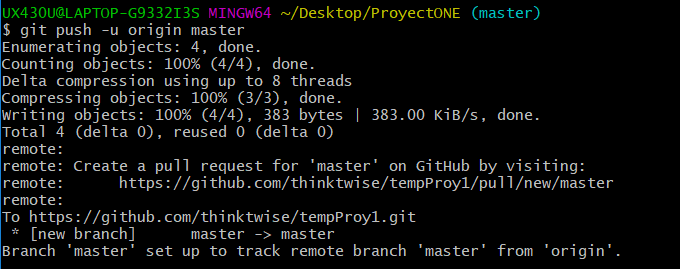 UX430U@LAPTOP-G9332I3S MINGW64 ~/Desktop/ProyectONE (master)
$ git push -u origin master
Enumerating objects: 4, done.
Counting objects: 100% (4/4), done.
Delta compression using up to 8 threads
Compressing objects: 100% (3/3), done.
Writing objects: 100% (4/4), 383 bytes | 383.00 KiB/s, done.
Total 4 (delta 0), reused 0 (delta 0)
remote:
remote: Create a pull request for 'master' on GitHub by visiting:
remote:      https://github.com/thinktwise/tempProy1/pull/new/master
remote:
To https://github.com/thinktwise/tempProy1.git
 * [new branch]      master -> master
Branch 'master' set up to track remote branch 'master' from 'origin'.